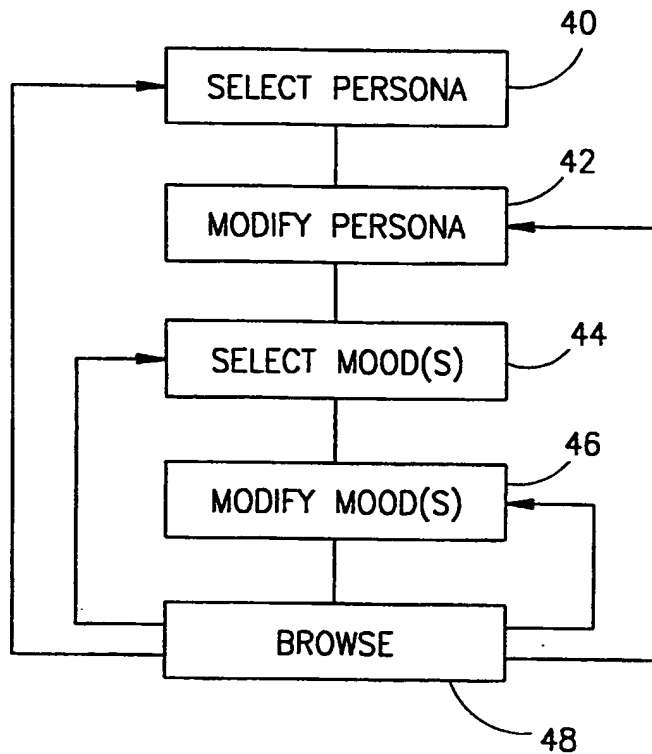 40
SELECT PERSONA
42
MODIFY PERSONA
SELECT MOOD(S)
44
46
MODIFY MOOD(S)
BROWSE
48